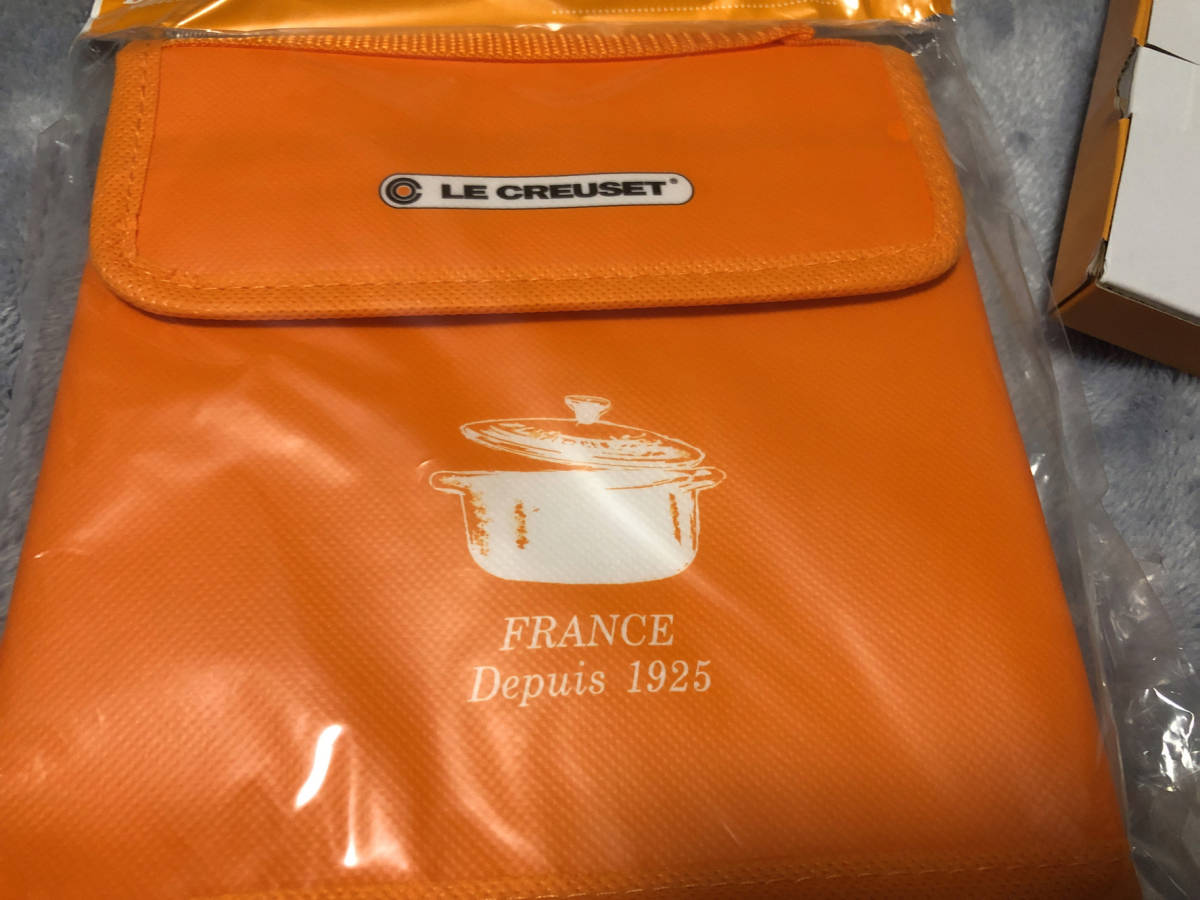 LE CREUSET®
FRANCE
Depuis 1925